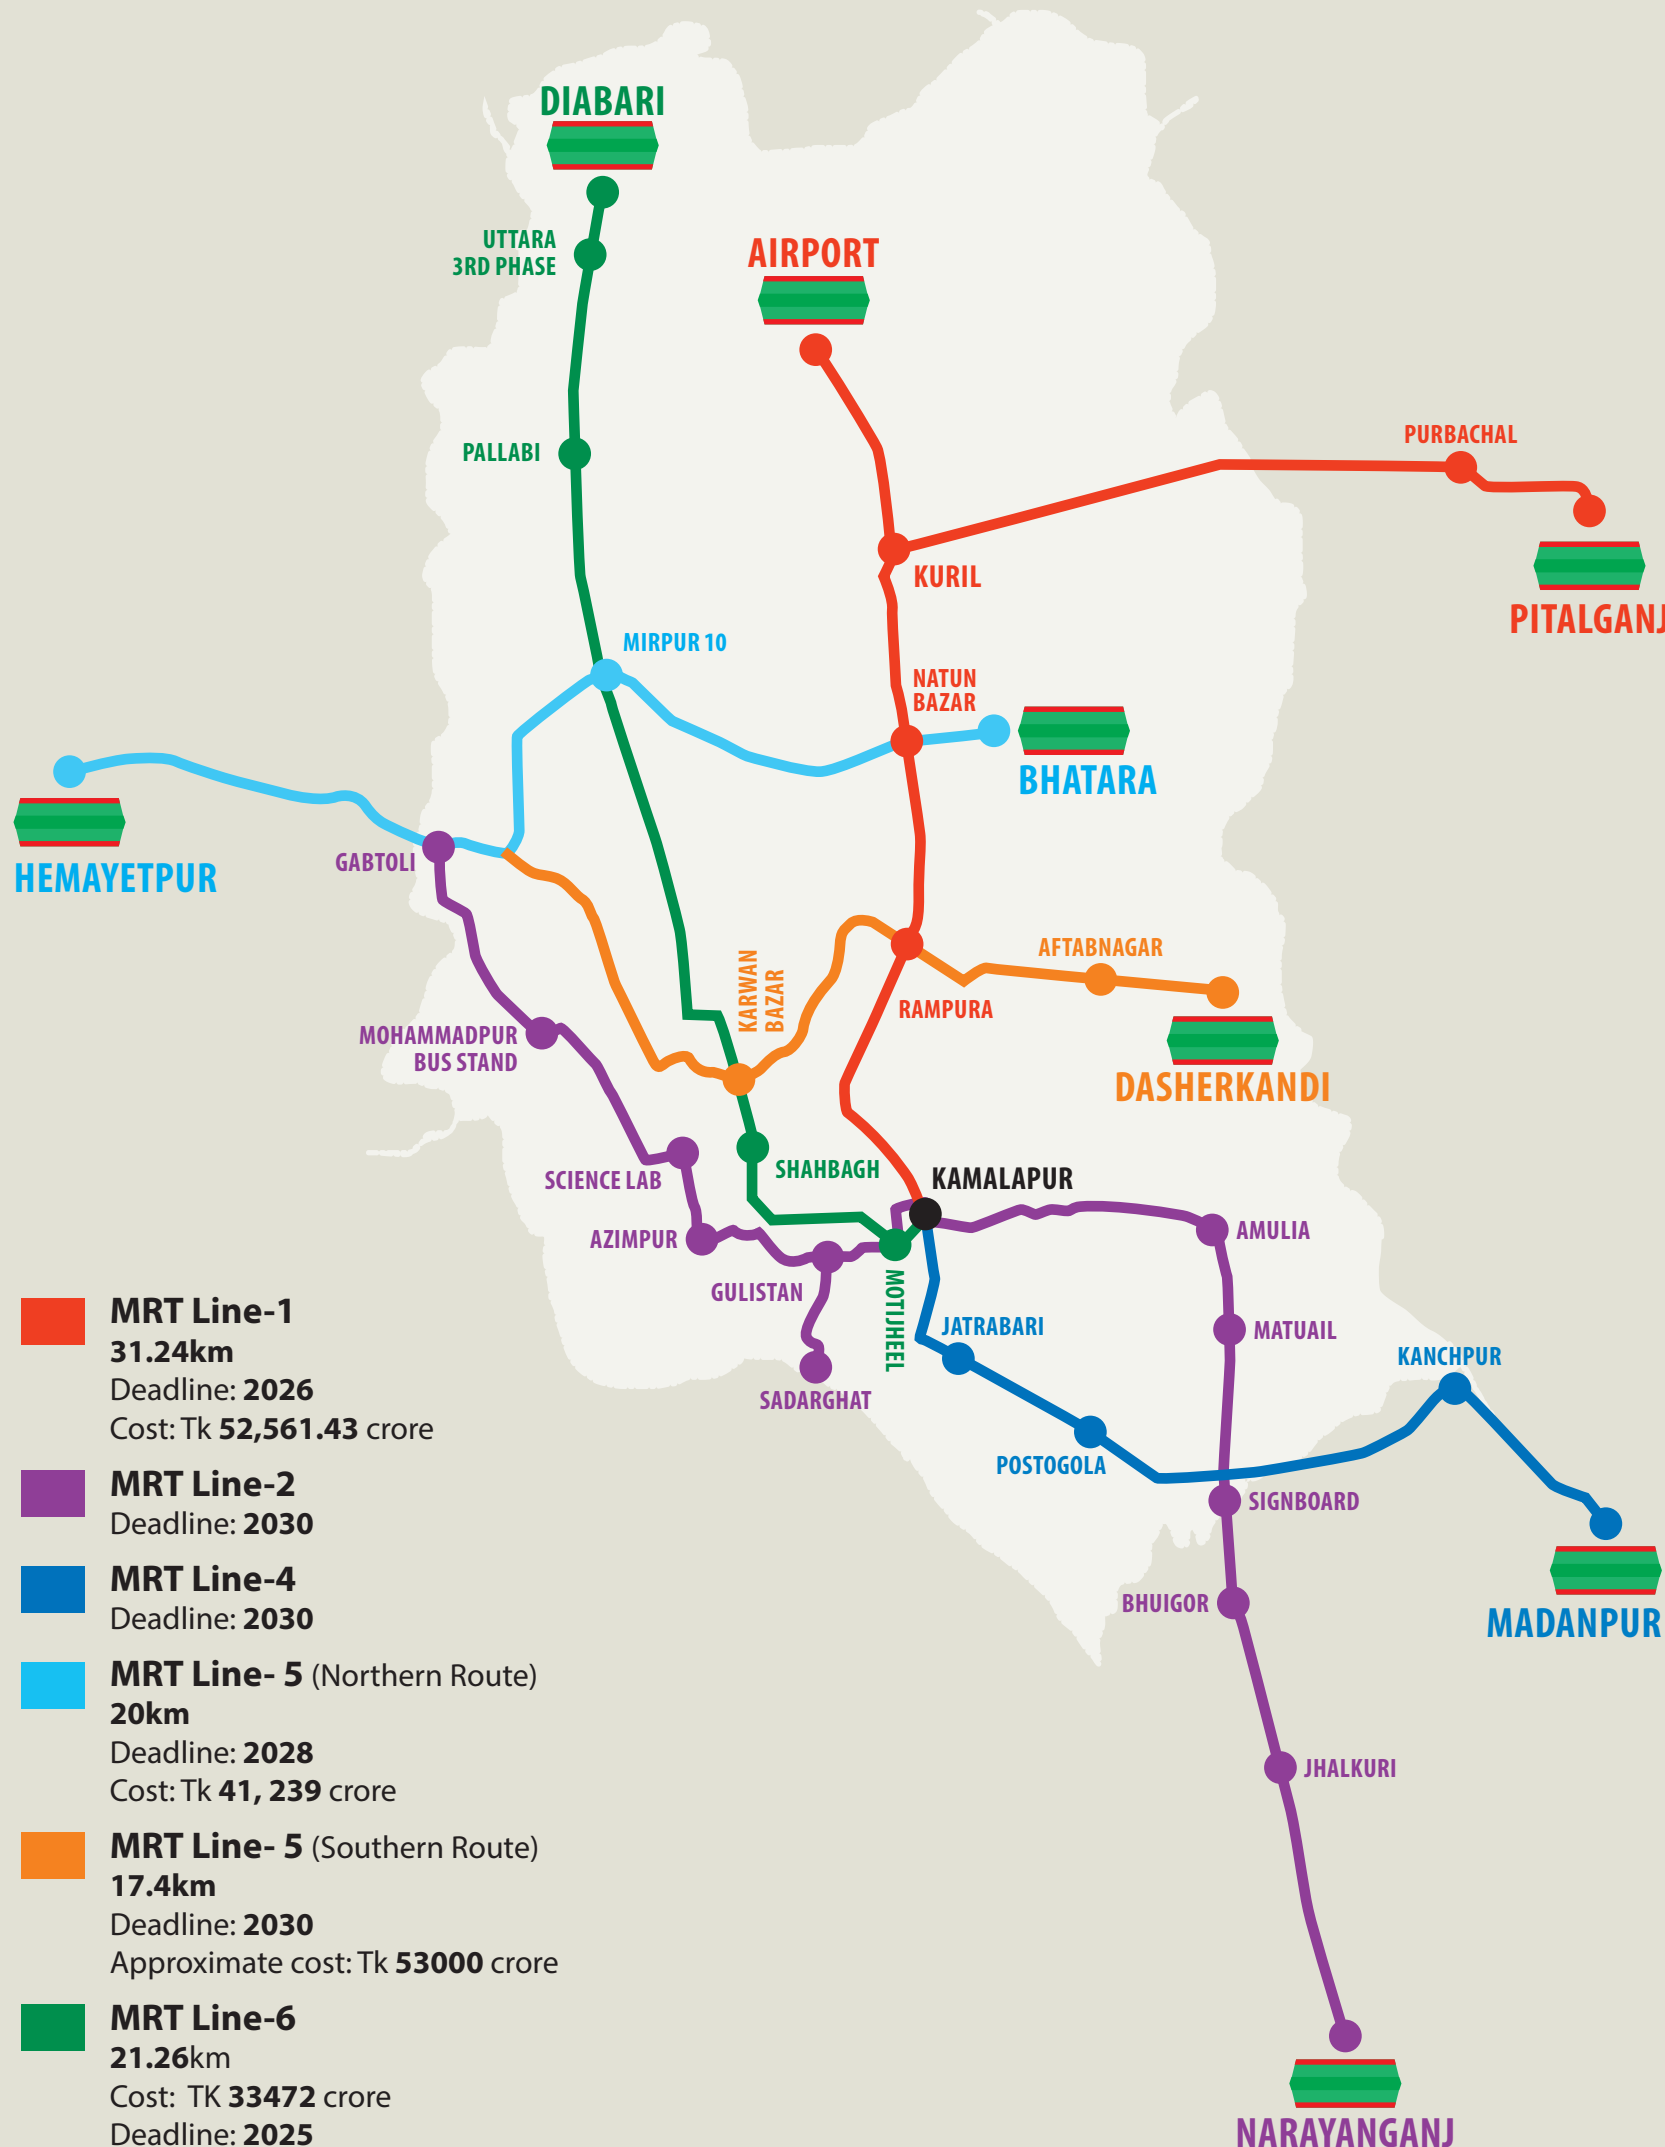 DIABARI
UTTARA
3RD PHASE
AIRPORT
PALLABI
PURBACHAL
KURIL
PITALGANJ
MIRPUR 10
NATUN
BAZAR
BHATARA
HEMAYETPUR
GABTOLI
KARWAN
BAZAR
AFTABNAGAR
RAMPURA
MOHAMMADPUR
BUS STAND
DASHERKANDI
SCIENCE LAB
SHAHBAGH
KAMALAPUR
AZIMPUR
AMULIA
GULISTAN
MOTIJHEEL
JATRABARI
MATUAIL
KANCHPUR
SADARGHAT
POSTOGOLA
SIGNBOARD
BHUIGOR
MADANPUR
JHALKURI
NARAYANGANJ
MRT Line-1
31.24km
Deadline: 2026
Cost: Tk 52,561.43 crore
MRT Line-2
Deadline: 2030
MRT Line-4
Deadline: 2030
MRT Line- 5 (Northern Route)
20km
Deadline: 2028
Cost: Tk 41, 239 crore
MRT Line- 5 (Southern Route)
17.4km
Deadline: 2030
Approximate cost: Tk 53000 crore
MRT Line-6
21.26km
Cost: TK 33472 crore
Deadline: 2025